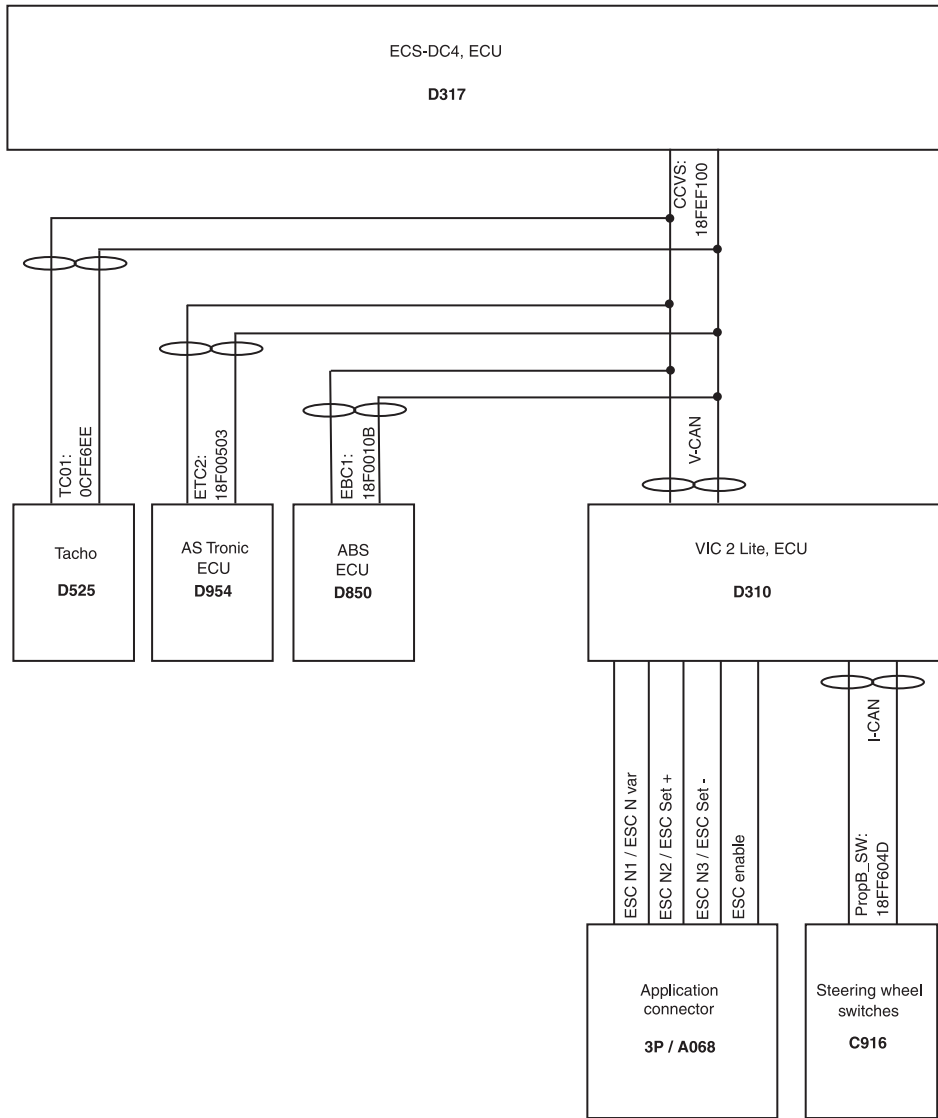 ECS-DC4, ECU
D317
CCVS:
18FEF100
V-CAN
TC01:
0CFE6EE
ETC2:
18F00503
EBC1:
18F0010B
Tacho
D525
AS Tronic
ECU
D954
ABS
ECU
D850
VIC 2 Lite, ECU
D310
I-CAN
ESC N1 / ESC N var
ESC N2 / ESC Set +
ESC N3 / ESC Set -
ESC enable
PropB_SW:
18FF604D
Application
connector
3P / A068
Steering wheel
switches
C916